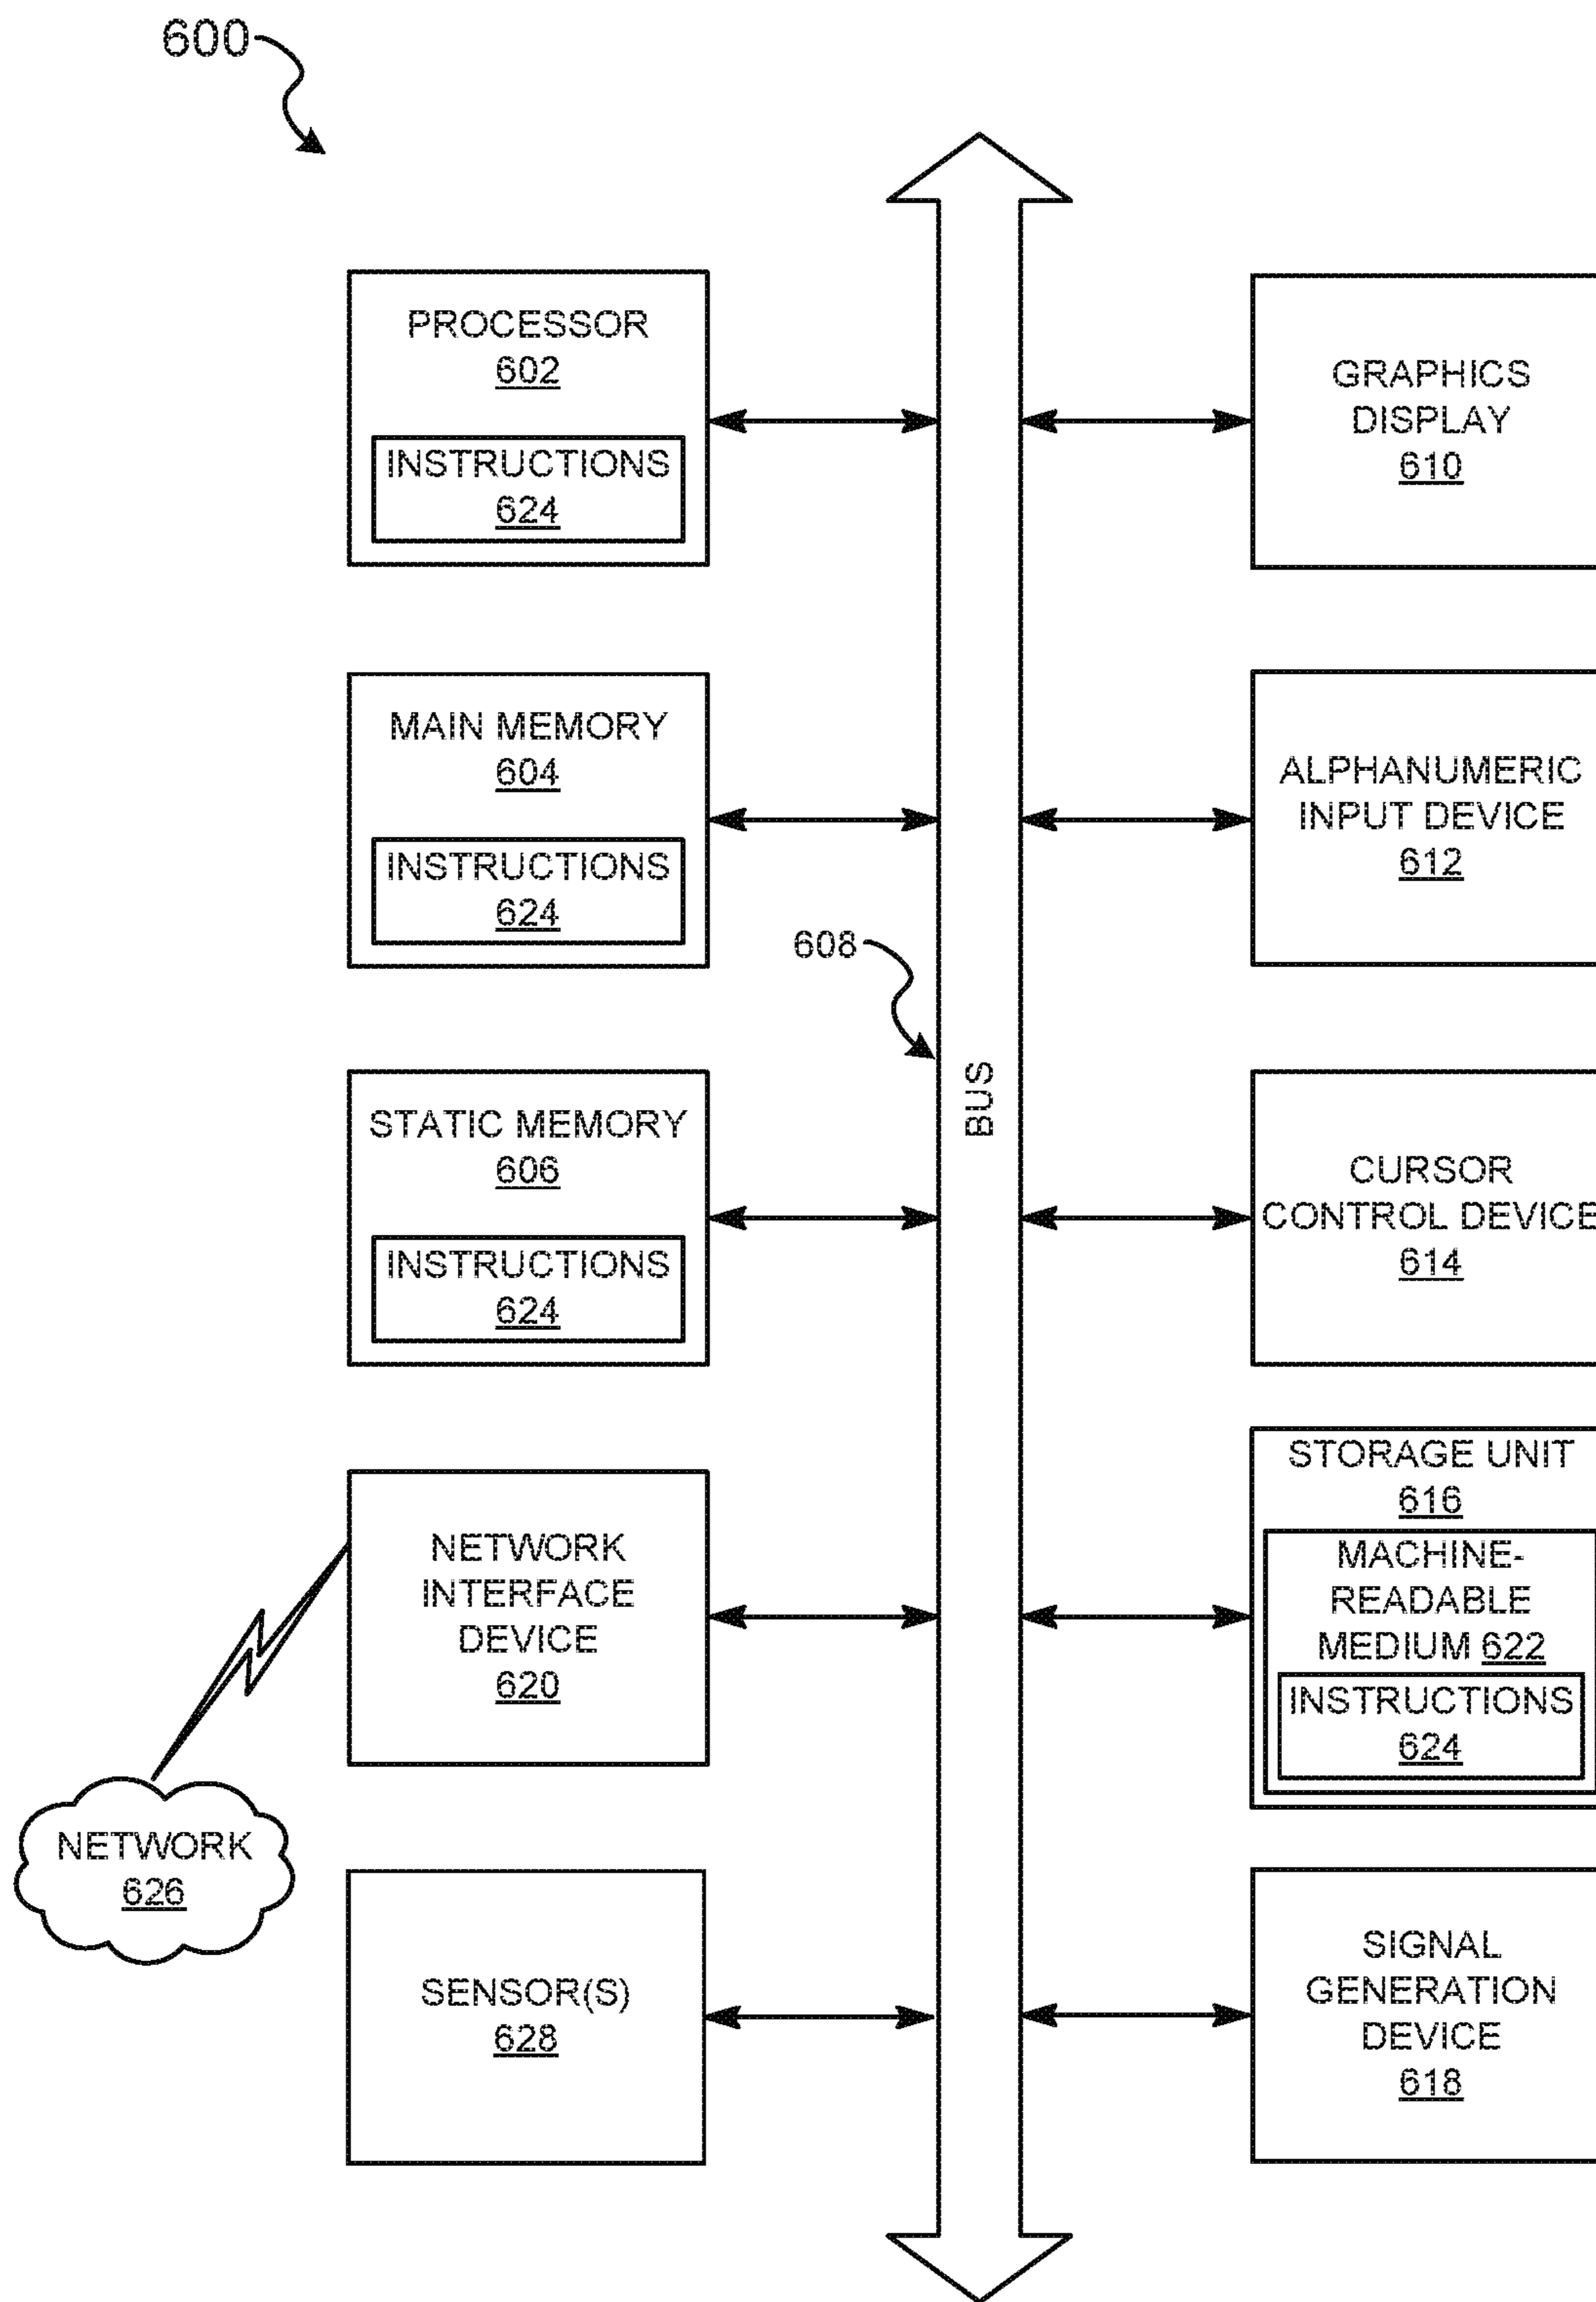 600
PROCESSOR
602
INSTRUCTIONS
624
MAIN MEMORY
604
INSTRUCTIONS
624
STATIC MEMORY
606
INSTRUCTIONS
624
NETWORK
INTERFACE
DEVICE
620
NETWORK
626
SENSOR(S)
628
608
BUS
GRAPHICS
DISPLAY
610
ALPHANUMERIC
INPUT DEVICE
612
CURSOR
CONTROL DEVICE
614
STORAGE UNIT
616
MACHINE-
READABLE
MEDIUM 622
INSTRUCTIONS
624
SIGNAL
GENERATION
DEVICE
618